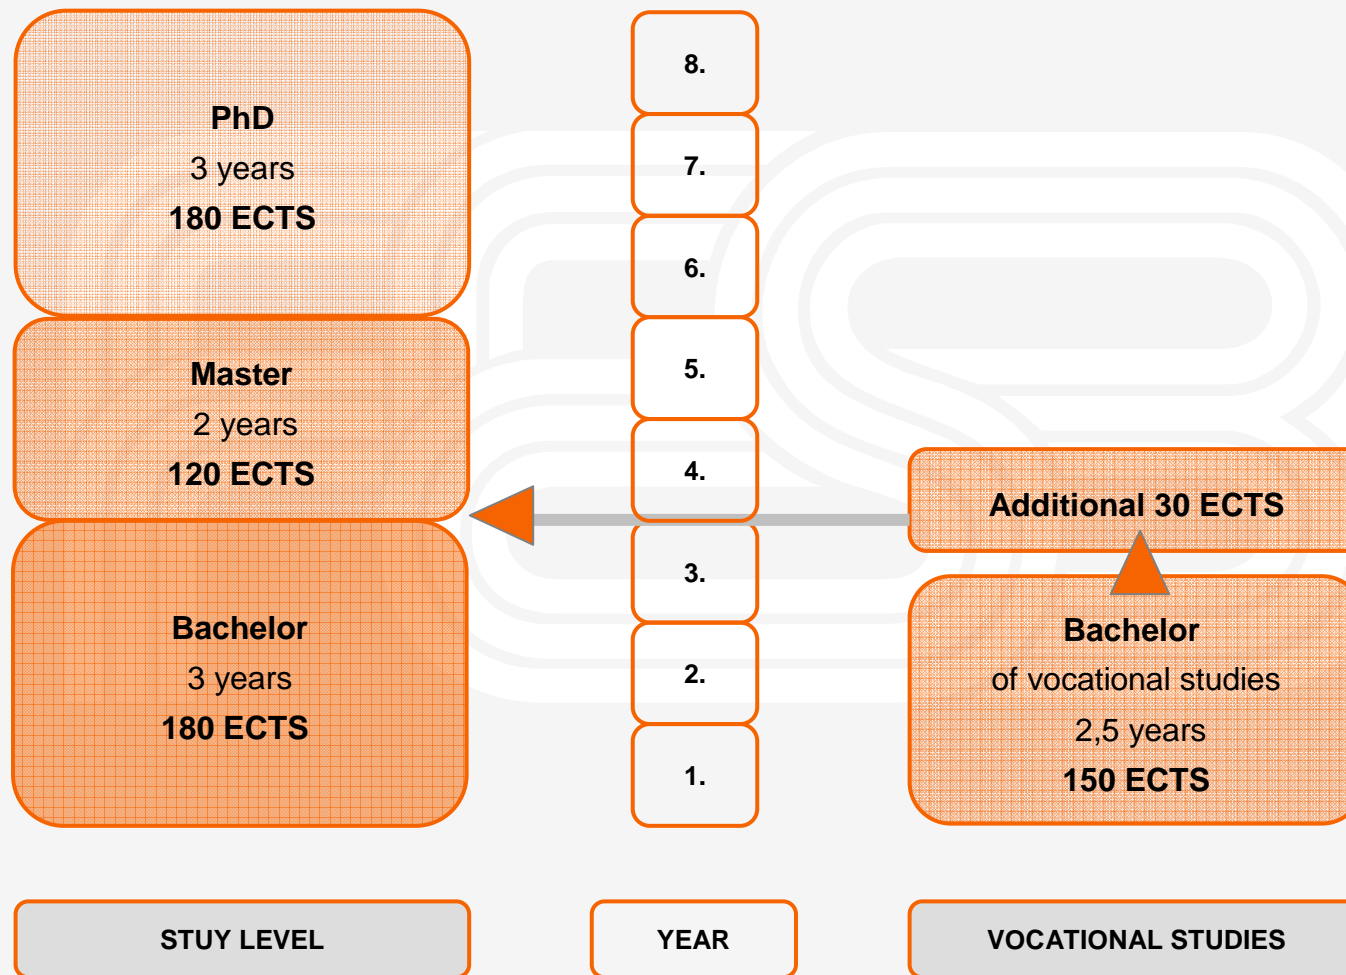 PhD
3 years
180 ECTS
Master
2 years
120 ECTS
Bachelor
3 years
180 ECTS
8.
7.
6.
5.
4.
3.
2.
1.
Additional 30 ECTS
Bachelor
of vocational studies
2,5 years
150 ECTS
STUY LEVEL
YEAR
VOCATIONAL STUDIES